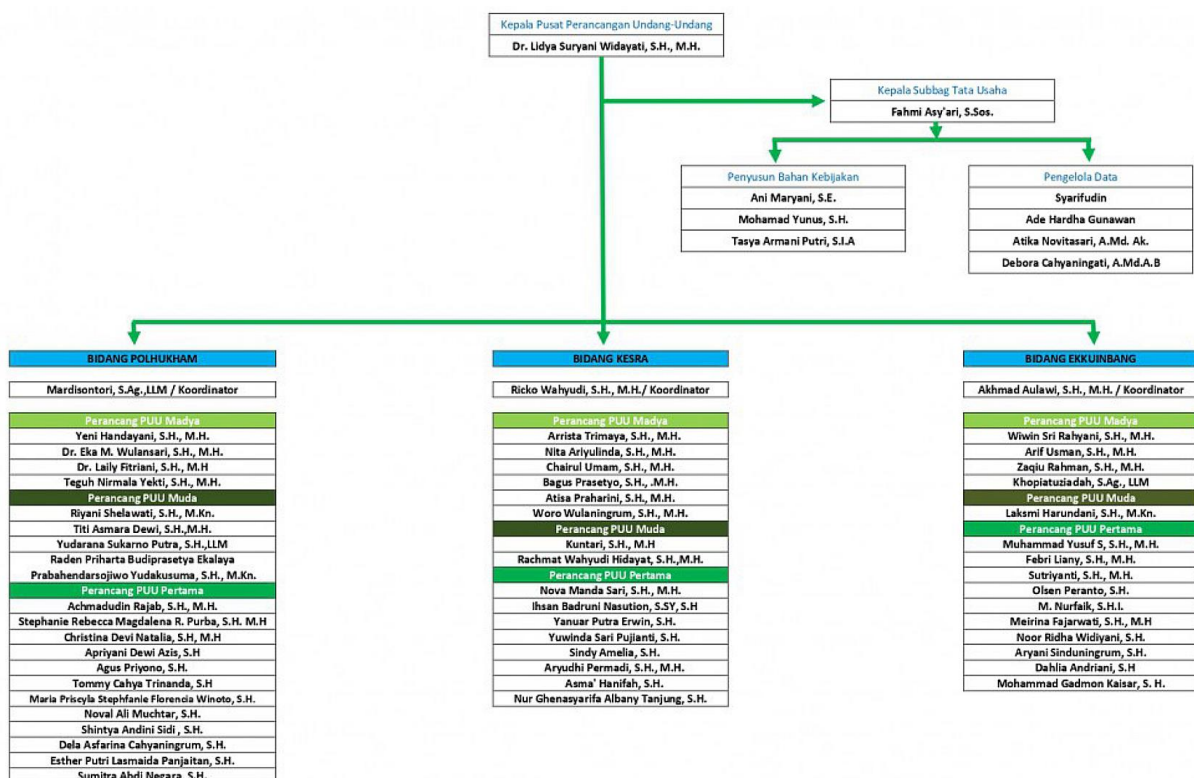 Kepala Pusat Perancangan Undang-Undang
Dr. Lidya Suryani Widayati, S.H., M.H.
Kepala Subbag Tata Usaha
Fahmi Asy'ari, S.Sos.
Penyusun Bahan Kebijakan
Ani Maryani, S.E.
Mohamad Yunus, S.H.
Tasya Armani Putri, S.I.A
Pengelola Data
Syarifudin
Ade Hardha Gunawan
Atika Novitasari, A.Md. Ak.
Debora Cahyaningati, A.Md.A.B
BIDANG POLHUKHAM
Mardisontori, S.Ag.,LLM / Koordinator
Perancang PUU Madya
Yeni Handayani, S.H., M.H.
Dr. Eka M. Wulansari, S.H., M.H.
Dr. Laily Fitriani, S.H., M.H
Teguh Nirmala Yekti, S.H., M.H.
Perancang PUU Muda
Riyani Shelawati, S.H., M.Kn.
Titi Asmara Dewi, S.H.,M.H.
Yudarana Sukarno Putra, S.H.,LLM
Raden Priharta Budiprasetya Ekalaya
Prabahendarsojiwo Yudakusuma, S.H., M.Kn.
Perancang PUU Pertama
Achmadudin Rajab, S.H., M.H.
Stephanie Rebecca Magdalena R. Purba, S.H. M.H
Christina Devi Natalia, S.H, M.H
Apriyani Dewi Azis, S.H
Agus Priyono, S.H.
Tommy Cahya Trinanda, S.H
Maria Priscyla Stephfanie Florencia Winoto, S.H.
Noval Ali Muchtar, S.H.
Shintya Andini Sidi , S.H.
Dela Asfarina Cahyaningrum, S.H.
Esther Putri Lasmaida Panjaitan, S.H.
Sumitra Abdi Negara, S.H.
BIDANG KESRA
Ricko Wahyudi, S.H., M.H./ Koordinator
Perancang PUU Madya
Arrista Trimaya, S.H., M.H.
Nita Ariyulinda, S.H., M.H.
Chairul Umam, S.H., M.H.
Bagus Prasetyo, S.H., .M.H.
Atisa Praharini, S.H., M.H.
Woro Wulaningrum, S.H., M.H.
Perancang PUU Muda
Kuntari, S.H., M.H
Rachmat Wahyudi Hidayat, S.H.,M.H.
Perancang PUU Pertama
Nova Manda Sari, S.H., M.H.
Ihsan Badruni Nasution, S.SY, S.H
Yanuar Putra Erwin, S.H.
Yuwinda Sari Pujianti, S.H.
Sindy Amelia, S.H.
Aryudhi Permadi, S.H., M.H.
Asma' Hanifah, S.H.
Nur Ghenasyarifa Albany Tanjung, S.H.
BIDANG EKKUINBANG
Akhmad Aulawi, S.H., M.H. / Koordinator
Perancang PUU Madya
Wiwin Sri Rahyani, S.H., M.H.
Arif Usman, S.H., M.H.
Zaqiu Rahman, S.H., M.H.
Khopiatuziadah, S.Ag., LLM
Perancang PUU Muda
Laksmi Harundani, S.H., M.Kn.
Perancang PUU Pertama
Muhammad Yusuf S, S.H., M.H.
Febri Liany, S.H., M.H.
Sutriyanti, S.H., M.H.
Olsen Peranto, S.H.
M. Nurfaik, S.H.I.
Meirina Fajarwati, S.H., M.H
Noor Ridha Widiyani, S.H.
Aryani Sinduningrum, S.H.
Dahlia Andriani, S.H
Mohammad Gadmon Kaisar, S. H.